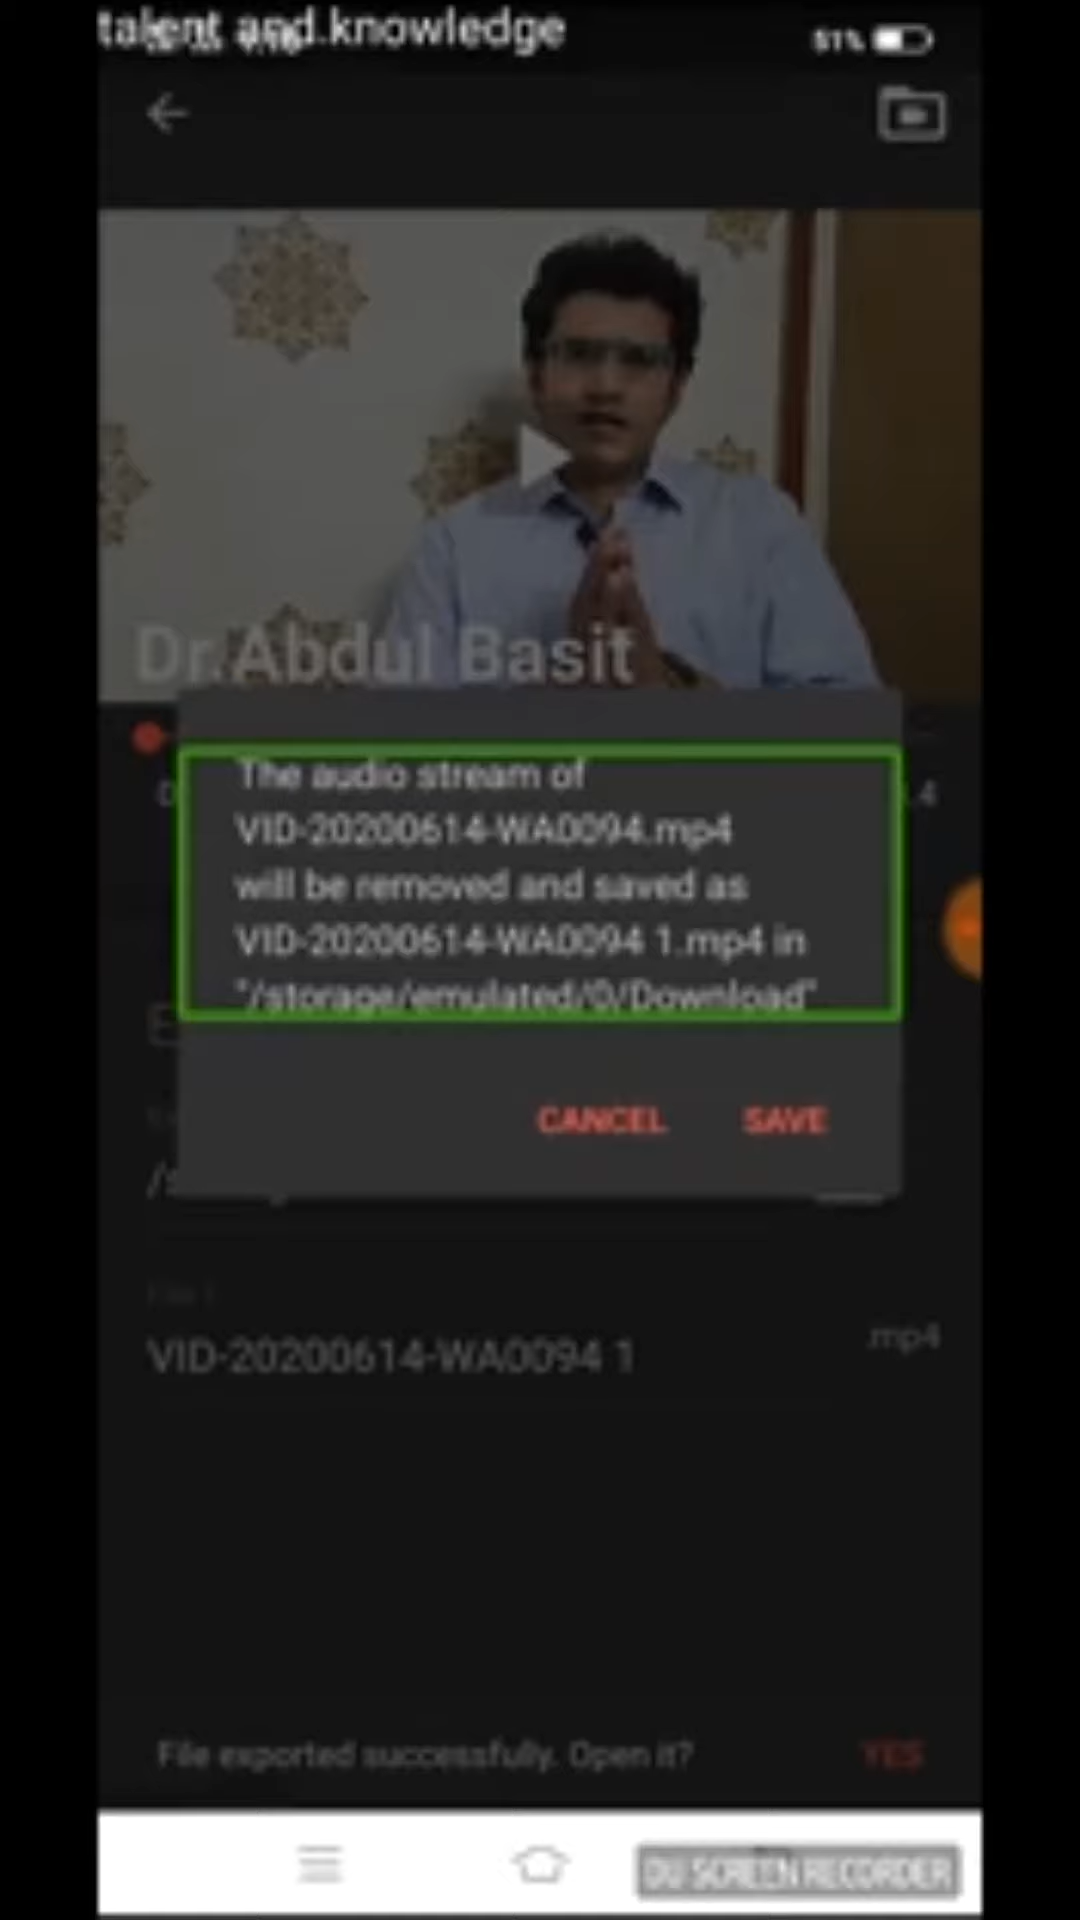 talent and.knowledge
51%
Dr.Abdul Basit
The audio stream of
VID-20200614-WA0094.mp4
will be removed and saved as
VID-20200614-WA0094 1.mp4 in
"/storage/emulated/0/Download"
CANCEL SAVE
VID-20200614-WA0094 1 .mp4
File exported successfully. Open it? YES
DU SCREEN RECORDER